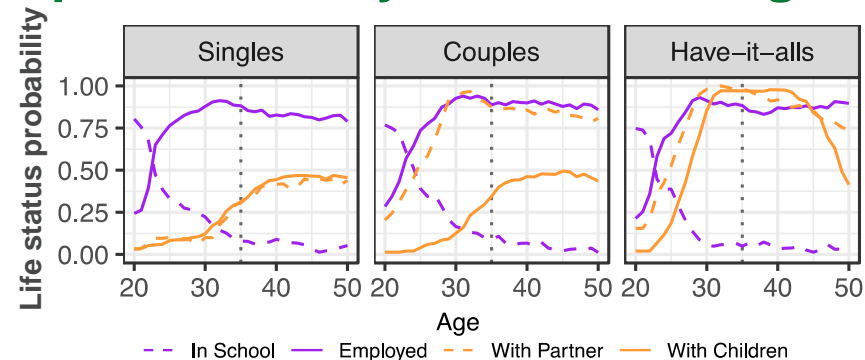 Singles Couples Have−it−alls
Life status probability
1.00
0.75
0.50
0.25
0.00
20 30 40 50 20 30 40 50 20 30 40 50
Age
In School Employed With Partner With Children